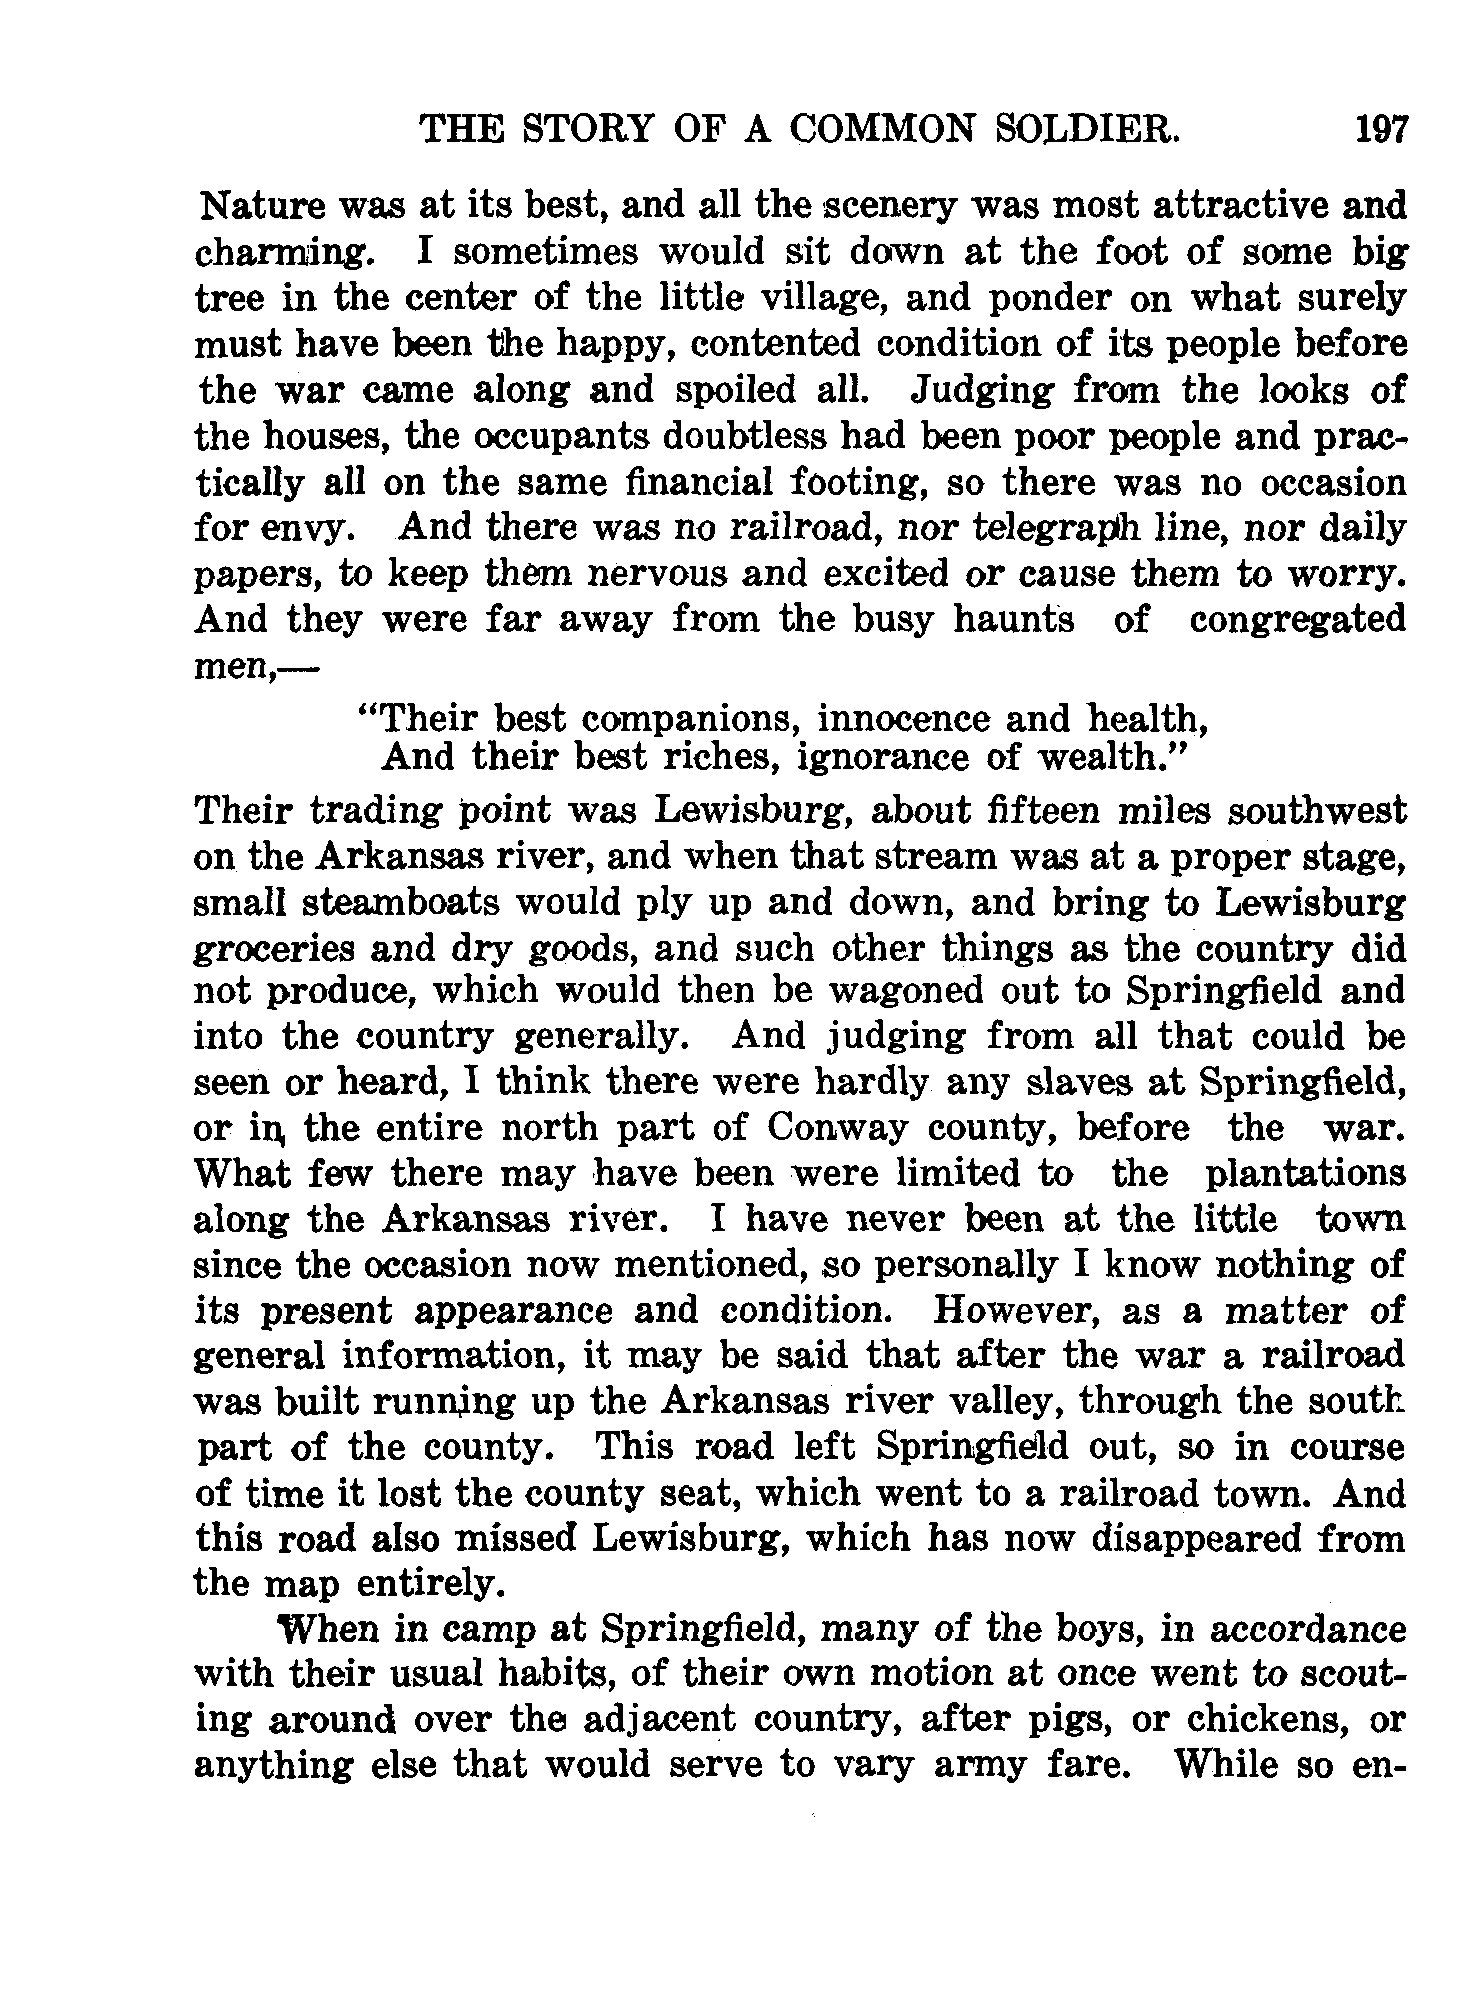 THE STORY OF A COMMON SOLDIER. 197
Nature was at its best, and all the scenery was most attractive and
charming. I sometimes would sit down at the foot of some big
tree in the center of the little village, and ponder on what surely
must have been the happy, contented condition of its people before
the war came along and spoiled all. Judging from the looks of
the houses, the occupants doubtless had been poor people and prac-
tically all on the same financial footing, so there was no occasion
for envy. And there was no railroad, nor telegraph line, nor daily
papers, to keep them nervous and excited or cause them to worry.
And they were far away from the busy haunts of congregated
men,—
"Their best companions, innocence and health,
And their best riches, ignorance of wealth."
Their trading point was Lewisburg, about fifteen miles southwest
on the Arkansas river, and when that stream was at a proper stage,
small steamboats would ply up and down, and bring to Lewisburg
groceries and dry goods, and such other things as the country did
not produce, which would then be wagoned out to Springfield and
into the country generally. And judging from all that could be
seen or heard, I think there were hardly any slaves at Springfield,
or in the entire north part of Conway county, before the war.
What few there may have been were limited to the plantations
along the Arkansas river. I have never been at the little town
since the occasion now mentioned, so personally I know nothing of
its present appearance and condition. However, as a matter of
general information, it may be said that after the war a railroad
was built running up the Arkansas river valley, through the south
part of the county. This road left Springfield out, so in course
of time it lost the county seat, which went to a railroad town. And
this road also missed Lewisburg, which has now disappeared from
the map entirely.
When in camp at Springfield, many of the boys, in accordance
with their usual habits, of their own motion at once went to scout-
ing around over the adjacent country, after pigs, or chickens, or
anything else that would serve to vary army fare. While so en-